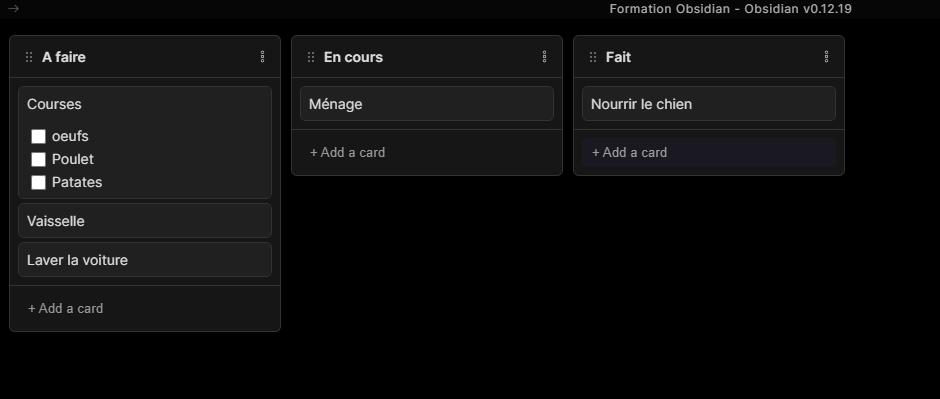 Formation Obsidian - Obsidian v0.12.19
A faire
Courses
oeufs
Poulet
Patates
Vaisselle
Laver la voiture
+ Add a card
En cours
Ménage
+ Add a card
Fait
Nourrir le chien
+ Add a card